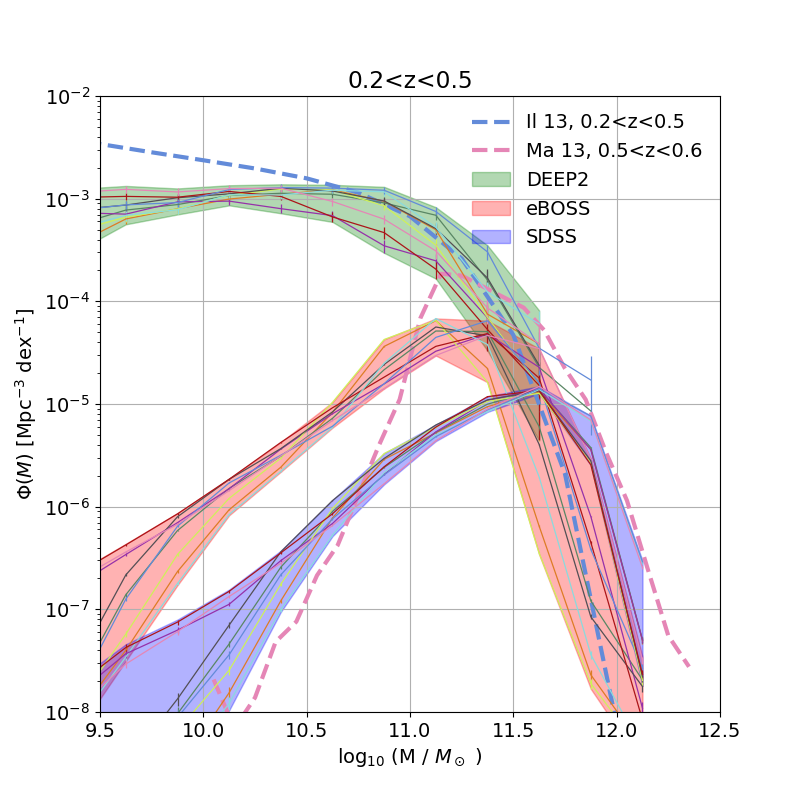 0.2<z<0.5
Il 13, 0.2<z<0.5
Ma 13, 0.5<z<0.6
DEEP2
eBOSS
SDSS
10⁻²
10⁻³
10⁻⁴
10⁻⁵
10⁻⁶
10⁻⁷
10⁻⁸
Φ(M) [Mpc⁻³ dex⁻¹]
9.5 10.0 10.5 11.0 11.5 12.0 12.5
log₁₀ (M / M⊙ )